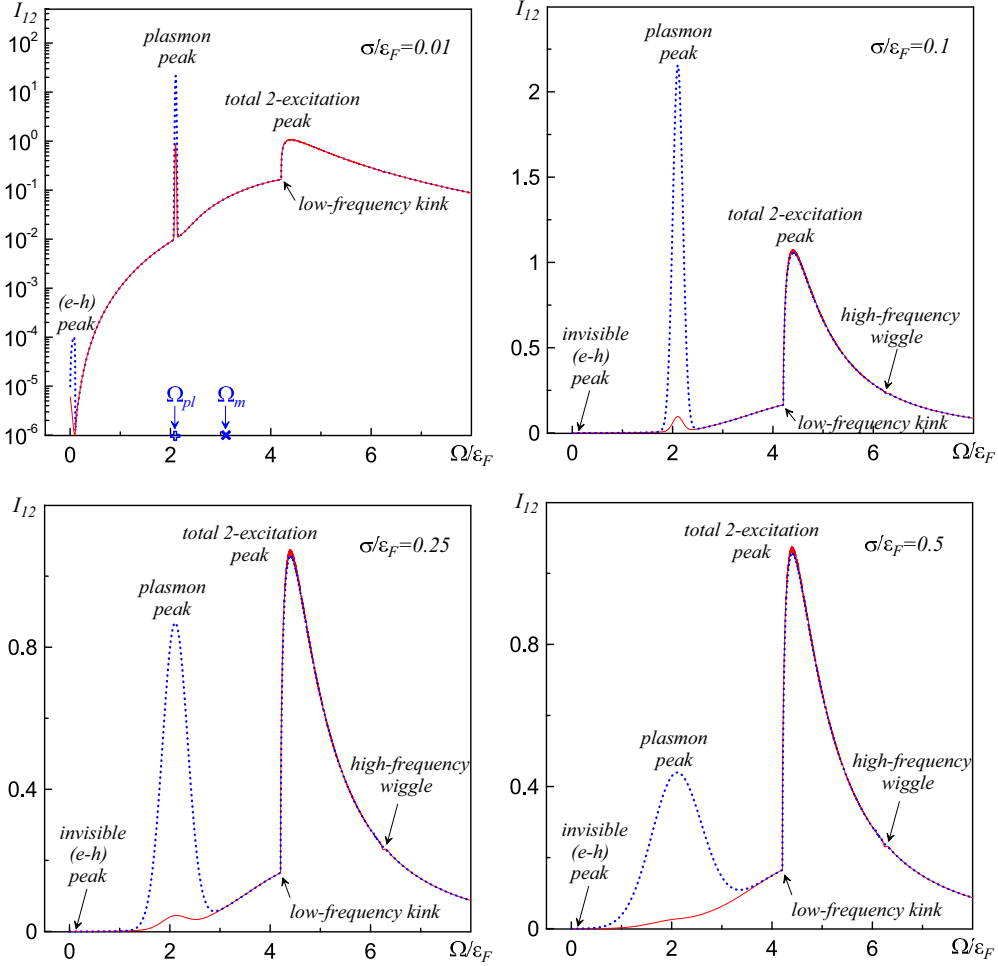 I₁₂
plasmon
peak
σ/εF=0.01
10²
10¹
10⁰
10⁻¹
10⁻²
10⁻³
10⁻⁴
10⁻⁵
10⁻⁶
total 2-excitation
peak
low-frequency kink
(e-h)
peak
Ωpl
Ωm
0
2
4
6
Ω/εF
I₁₂
plasmon
peak
σ/εF=0.1
2
1.5
1
0.5
0
total 2-excitation
peak
high-frequency
wiggle
invisible
(e-h)
peak
low-frequency kink
0
2
4
6
Ω/εF
I₁₂
total 2-excitation
peak
σ/εF=0.25
plasmon
peak
0.8
0.4
0
high-frequency
wiggle
invisible
(e-h)
peak
low-frequency kink
0
2
4
6
Ω/εF
I₁₂
total 2-excitation
peak
σ/εF=0.5
0.8
0.4
0
plasmon
peak
high-frequency
wiggle
invisible
(e-h)
peak
low-frequency kink
0
2
4
6
Ω/εF